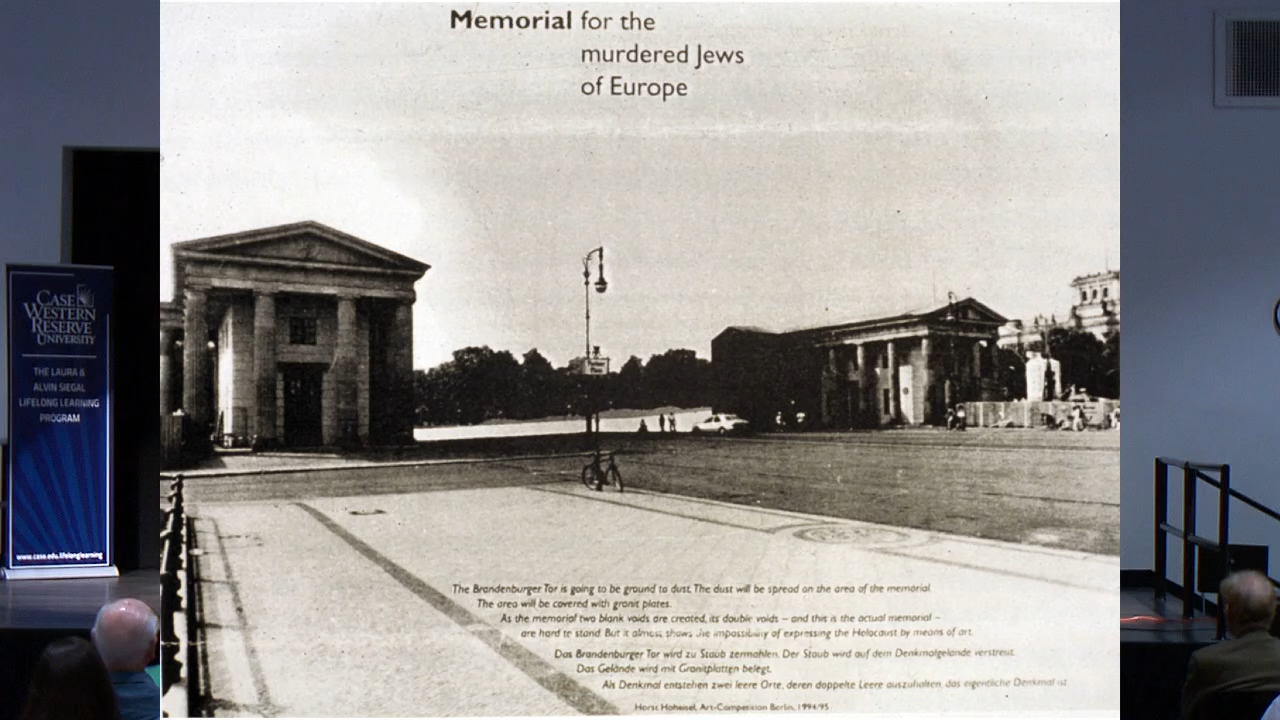 Memorial for the
murdered Jews
of Europe
CASE
WESTERN
RESERVE
UNIVERSITY
THE LAURA &
ALVIN SIEGAL
LIFELONG LEARNING
PROGRAM
www.case.edu.lifelonglearning
The Brandenburger Tor is going to be ground to dust. The dust will be spread on the area of the memorial.
The area will be covered with granit plates.
As the memorial two blank voids are created, its double voids – and this is the actual memorial –
are hard to stand. But it almost shows the impossibility of expressing the Holocaust by means of art.
Das Brandenburger Tor wird zu Staub zermahlen. Der Staub wird auf dem Denkmalgelände verstreut.
Das Gelände wird mit Granitplatten belegt.
Als Denkmal entstehen zwei leere Orte, deren doppelte Leere auszuhalten, das eigentliche Denkmal ist.
Horst Hoheisel, Art-Competition Berlin, 1994/95